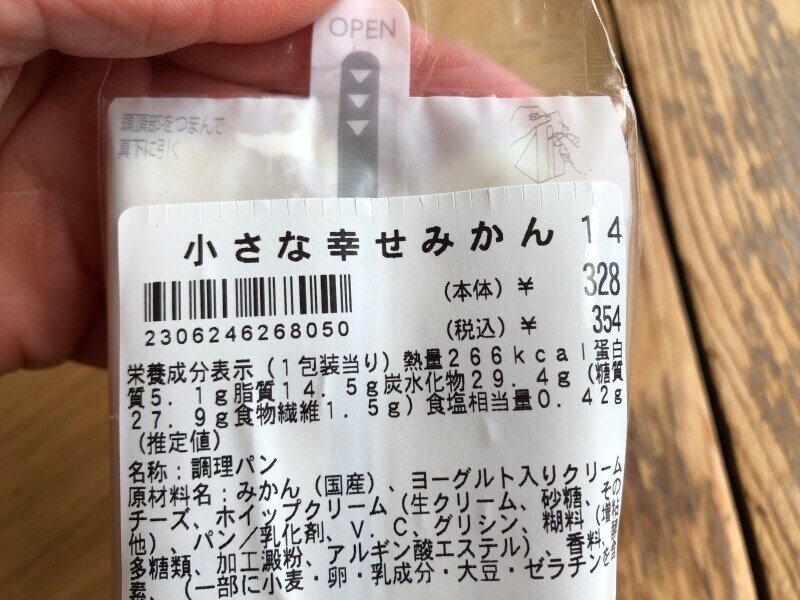 OPEN
頭頂部をつまんで
真下に引く
小さな幸せみかん 14
(本体) ¥ 328
2306246268050
(税込) ¥ 354
栄養成分表示(1包装当り)熱量266kcal蛋白
質5.1g脂質14.5g炭水化物29.4g(糖質
27.9g食物繊維1.5g)食塩相当量0.42g
(推定値)
名称:調理パン
原材料名:みかん(国産)、ヨーグルト入りクリーム
チーズ、ホイップクリーム(生クリーム、砂糖、その
他)、パン/乳化剤、V.C、グリシン、糊料(増粘
多糖類、加工澱粉、アルギン酸エステル)、香料、
素、(一部に小麦・卵・乳成分・大豆・ゼラチンを